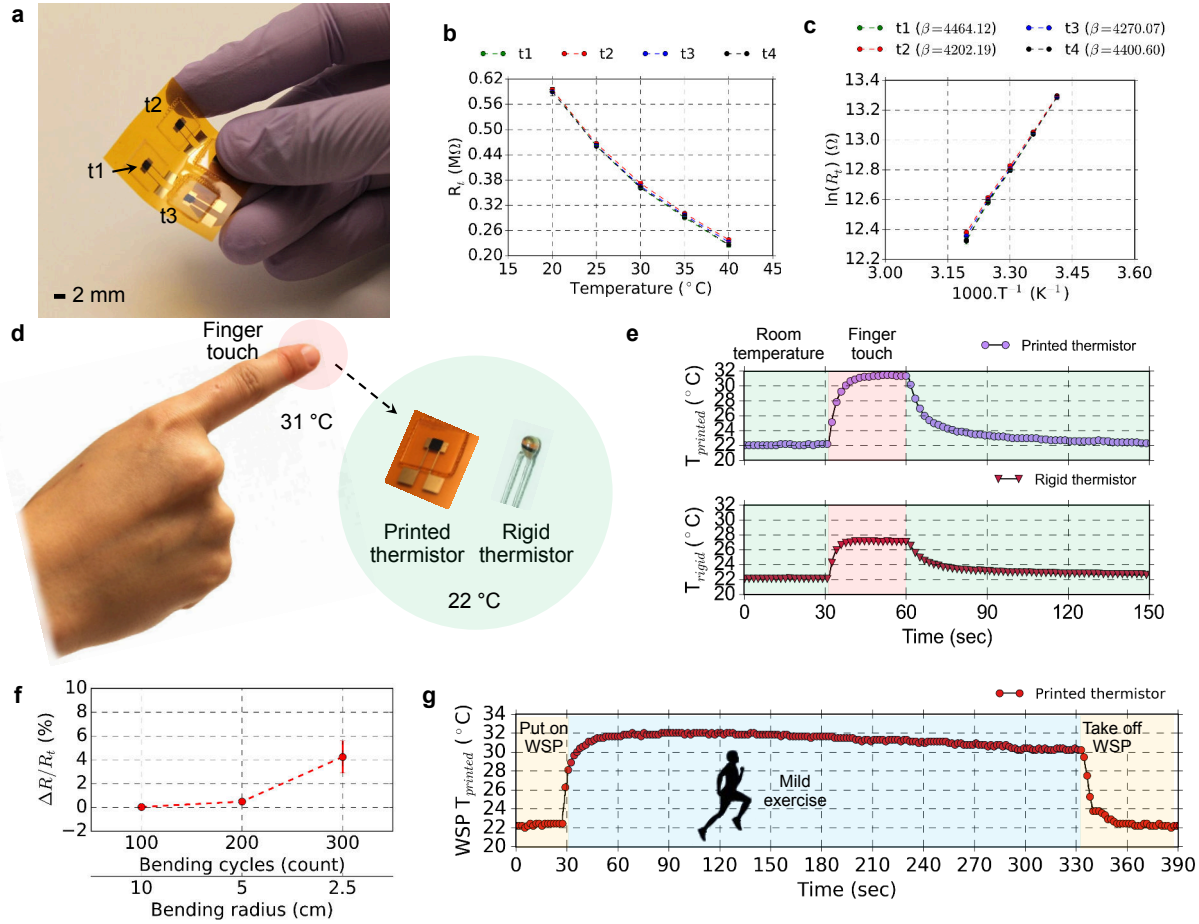 a
t2
t1
t3
2 mm
b
t1 t2 t3 t4
R_t (MΩ)
0.62
0.56
0.50
0.44
0.38
0.32
0.26
0.20
15 20 25 30 35 40 45
Temperature (°C)
c
t1 (β=4464.12) t3 (β=4270.07)
t2 (β=4202.19) t4 (β=4400.60)
ln(R_t) (Ω)
13.4
13.2
13.0
12.8
12.6
12.4
12.2
3.00 3.15 3.30 3.45 3.60
1000.T⁻¹ (K⁻¹)
d
Finger
touch
31 °C
Printed
thermistor
Rigid
thermistor
22 °C
e
Room
temperature
Finger
touch
Printed thermistor
T_printed (°C)
32
30
28
26
24
22
20
Rigid thermistor
T_rigid (°C)
32
30
28
26
24
22
20
0 30 60 90 120 150
Time (sec)
f
ΔR/R_t (%)
10
8
6
4
2
0
−2
100 200 300
Bending cycles (count)
10 5 2.5
Bending radius (cm)
g
Printed thermistor
WSP T_printed (°C)
34
32
30
28
26
24
22
20
Put on
WSP
Mild
exercise
Take off
WSP
0 30 60 90 120 150 180 210 240 270 300 330 360 390
Time (sec)